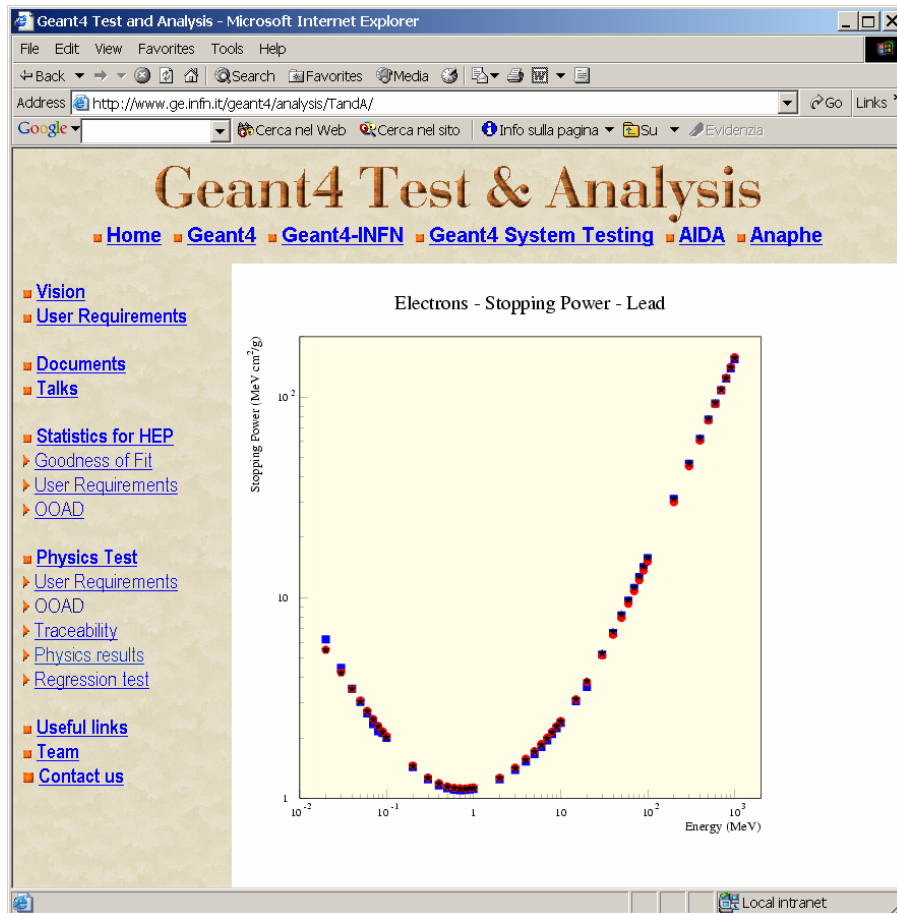 Geant4 Test and Analysis - Microsoft Internet Explorer
File Edit View Favorites Tools Help
Back Search Favorites Media W
Address http://www.ge.infn.it/geant4/analysis/TandA/ Go Links
Google Cerca nel Web Cerca nel sito Info sulla pagina Su Evidenzia
Geant4 Test & Analysis
Home Geant4 Geant4-INFN Geant4 System Testing AIDA Anaphe
Vision
User Requirements
Documents
Talks
Statistics for HEP
Goodness of Fit
User Requirements
OOAD
Physics Test
User Requirements
OOAD
Traceability
Physics results
Regression test
Useful links
Team
Contact us
Electrons - Stopping Power - Lead
Stopping Power (MeV cm²/g)
10²
10
1
10⁻² 10⁻¹ 1 10 10² 10³
Energy (MeV)
Local intranet